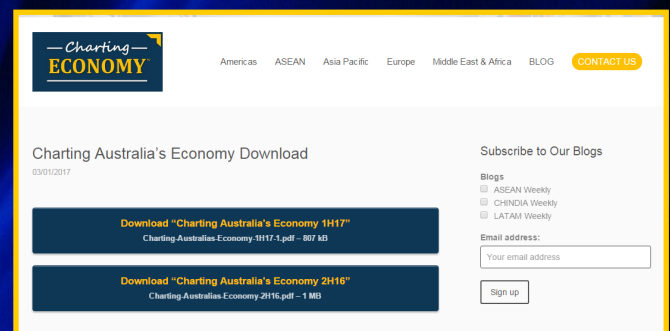 Charting
ECONOMY
Americas ASEAN Asia Pacific Europe Middle East & Africa BLOG CONTACT US
Charting Australia's Economy Download
03/01/2017
Download “Charting Australia's Economy 1H17”
Charting-Australias-Economy-1H17-1.pdf – 807 kB
Download “Charting Australia's Economy 2H16”
Charting-Australias-Economy-2H16.pdf – 1 MB
Subscribe to Our Blogs
Blogs
ASEAN Weekly
CHINDIA Weekly
LATAM Weekly
Email address:
Your email address
Sign up